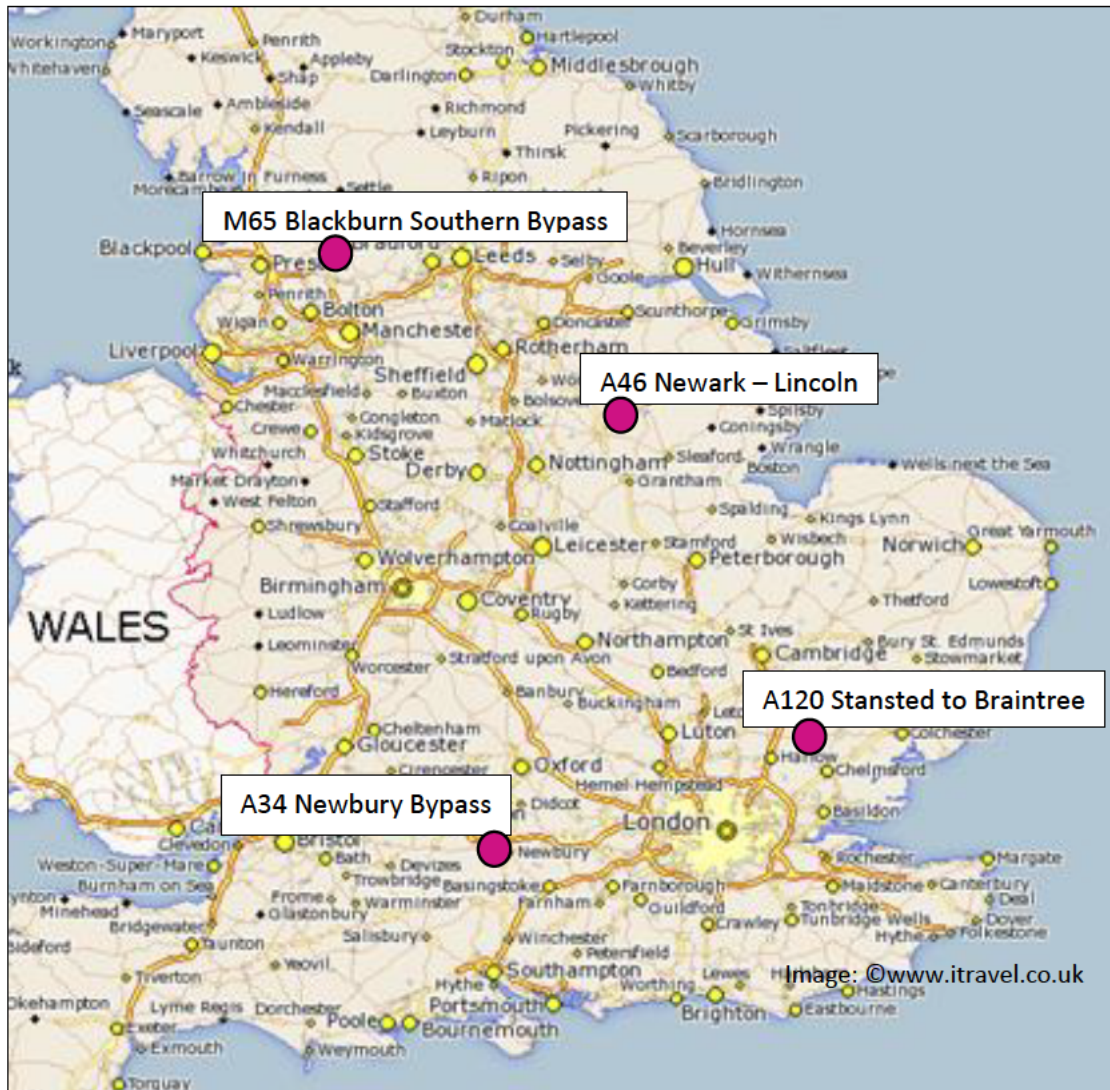 Durham
Workington
Maryport
Penrith
Hartlepool
Keswick
Appleby
Stockton
Whitehaven
Shap
Darlington
Middlesbrough
Whitby
Seascale
Ambleside
Richmond
Kendall
Leyburn
Pickering
Scarborough
Thirsk
Barrow in Furness
Settle
Ripon
Bridlington
M65 Blackburn Southern Bypass
Hornsea
Blackpool
Leeds
Selby
Beverley
Hull
Withernsea
Goole
Penrith
Bolton
Scunthorpe
Wigan
Manchester
Doncaster
Grimsby
Liverpool
Warrington
Rotherham
Sheffield
A46 Newark – Lincoln
Macclesfield
Buxton
Bolsover
Chester
Congleton
Matlock
Spilsby
Crewe
Kidsgrove
Coningsby
Whitchurch
Stoke
Derby
Nottingham
Sleaford
Wrangle
Boston
Market Drayton
Grantham
Wells next the Sea
West Felton
Stafford
Spalding
Kings Lynn
Shrewsbury
Coalville
Great Yarmouth
Wolverhampton
Leicester
Stamford
Wisbech
Norwich
Birmingham
Peterborough
Corby
Lowestoft
Ludlow
Coventry
Rugby
Kettering
Thetford
WALES
Leominster
Northampton
St Ives
Bury St. Edmunds
Worcester
Stratford upon Avon
Cambridge
Stowmarket
Hereford
Banbury
Bedford
Buckingham
A120 Stansted to Braintree
Cheltenham
Luton
Colchester
Gloucester
Cirencester
Oxford
Hemel Hempstead
Harlow
Chelmsford
A34 Newbury Bypass
Didcot
Basildon
London
Clevedon
Bristol
Weston-Super-Mare
Bath
Devizes
Newbury
Rochester
Margate
Burnham on Sea
Trowbridge
Basingstoke
Farnborough
Maidstone
Canterbury
Minehead
Frome
Warminster
Farnham
Guildford
Tonbridge
Deal
Bridgewater
Glastonbury
Crawley
Tunbridge Wells
Dover
Bideford
Taunton
Salisbury
Winchester
Hythe
Folkestone
Petersfield
Tiverton
Yeovil
Southampton
Lewes
Image: ©www.itravel.co.uk
Okehampton
Lyme Regis
Dorchester
Hythe
Portsmouth
Worthing
Hastings
Exeter
Poole
Bournemouth
Brighton
Eastbourne
Exmouth
Weymouth
Torquay